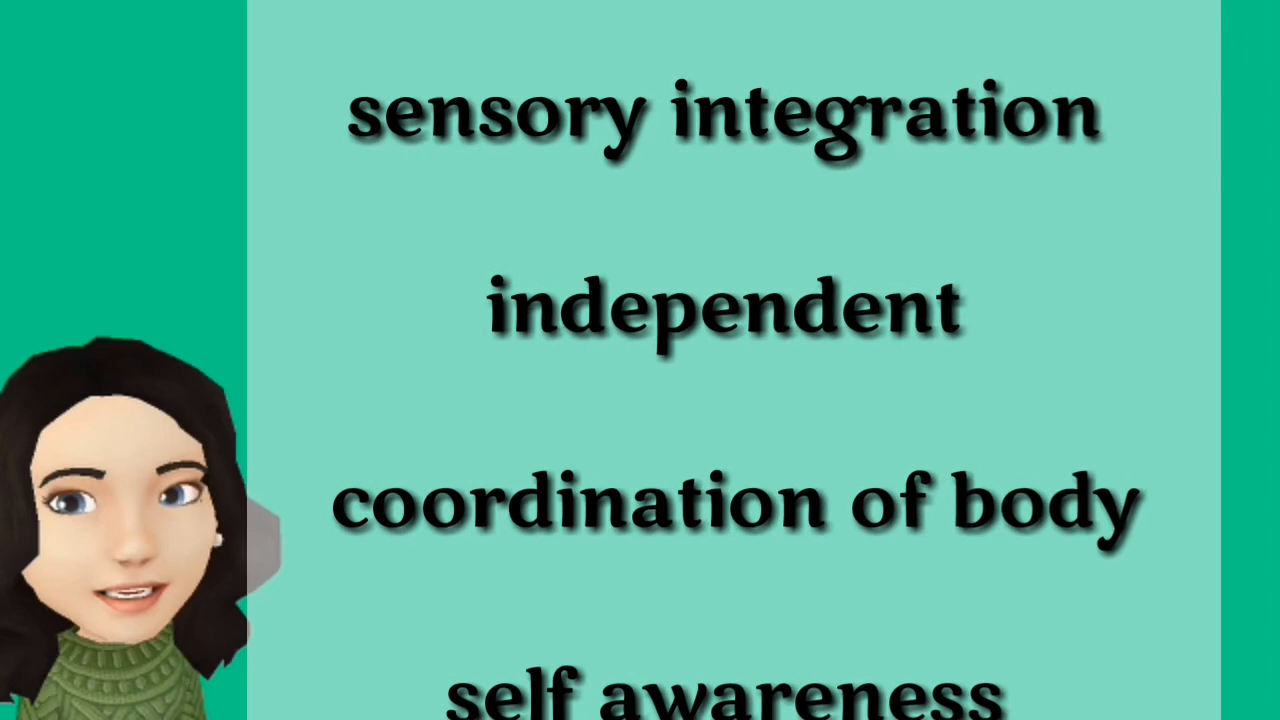 sensory integration
independent
coordination of body
self awareness